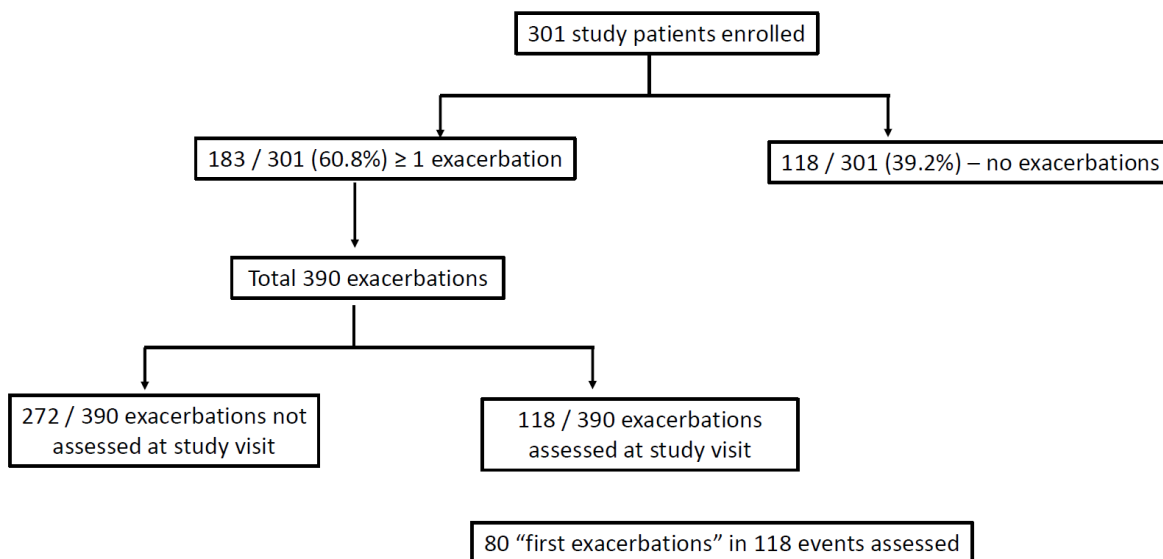 301 study patients enrolled
183 / 301 (60.8%) ≥ 1 exacerbation
118 / 301 (39.2%) – no exacerbations
Total 390 exacerbations
272 / 390 exacerbations not
assessed at study visit
118 / 390 exacerbations
assessed at study visit
80 “first exacerbations” in 118 events assessed